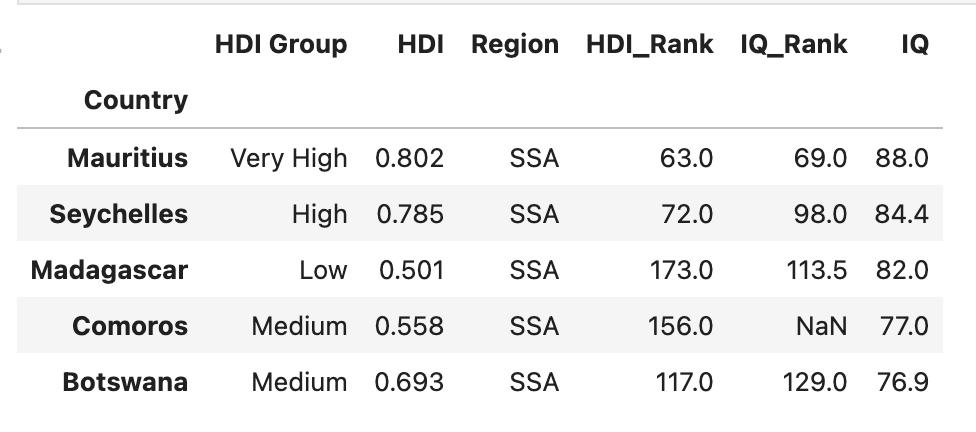 HDI Group HDI Region HDI_Rank IQ_Rank IQ
Country
Mauritius Very High 0.802 SSA 63.0 69.0 88.0
Seychelles High 0.785 SSA 72.0 98.0 84.4
Madagascar Low 0.501 SSA 173.0 113.5 82.0
Comoros Medium 0.558 SSA 156.0 NaN 77.0
Botswana Medium 0.693 SSA 117.0 129.0 76.9